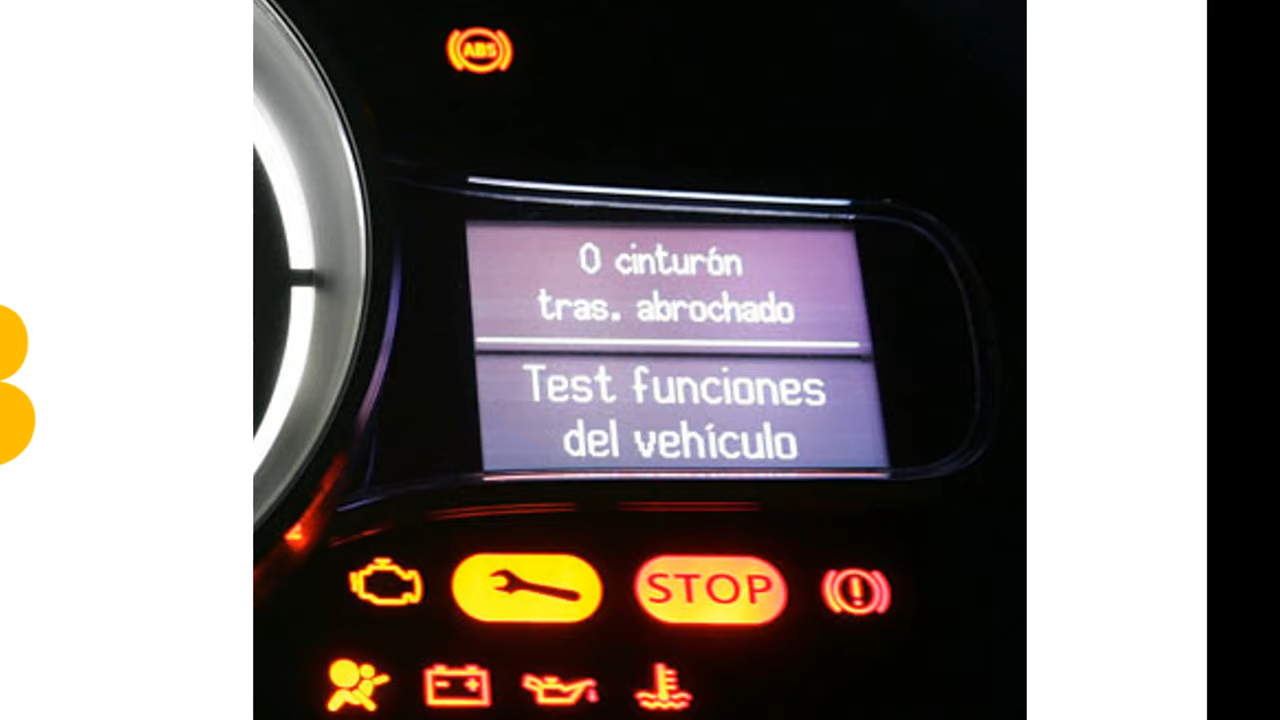 ABS
0 cinturón
tras. abrochado
Test funciones
del vehículo
STOP